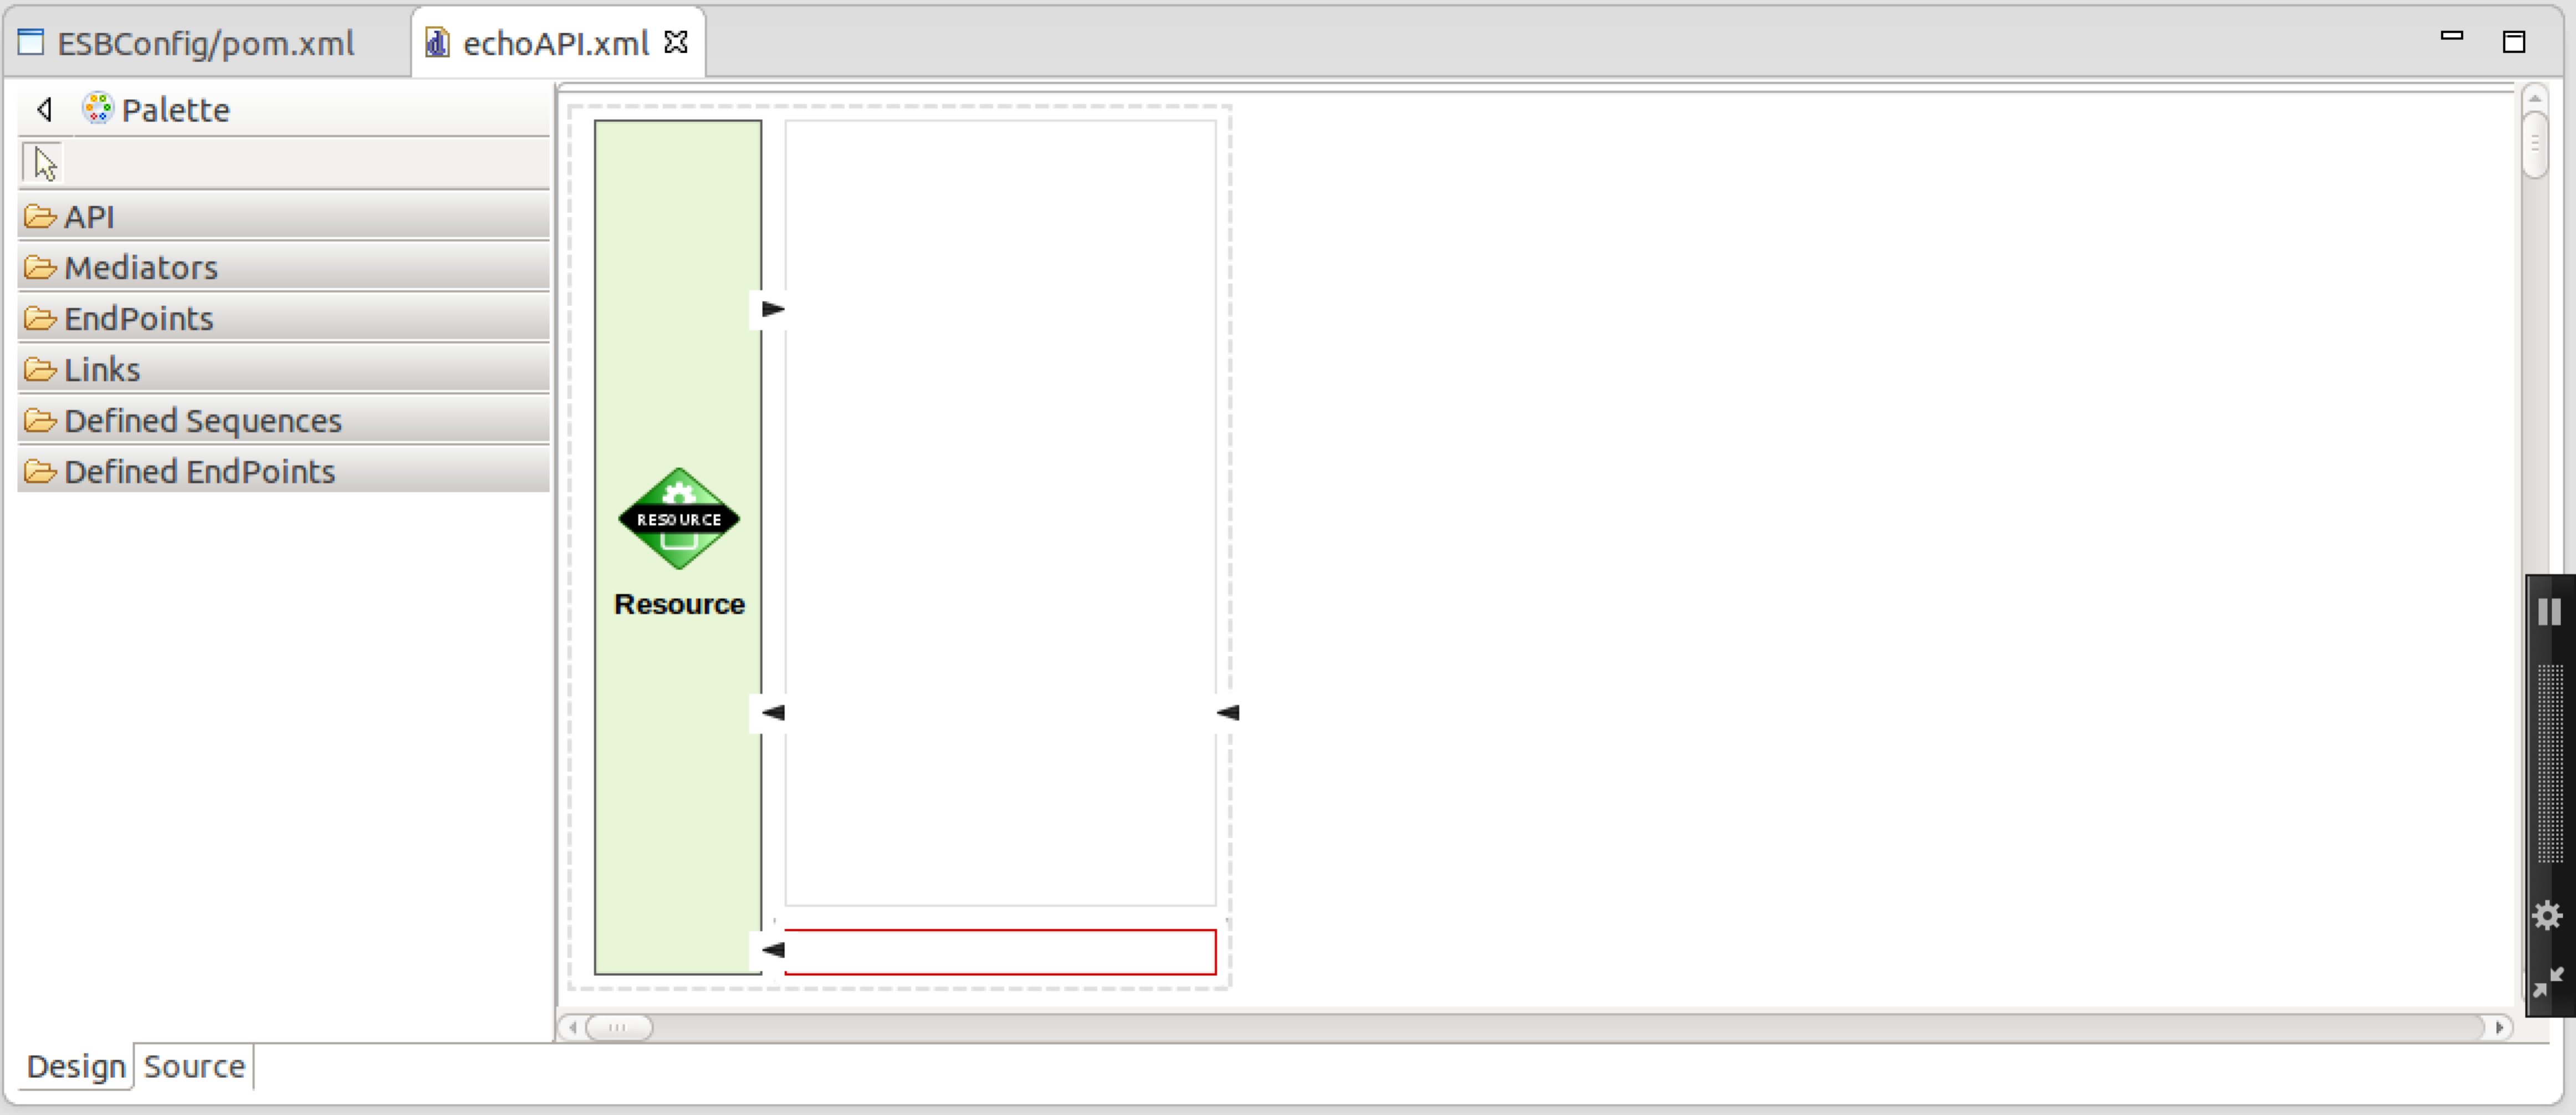 ESBConfig/pom.xml
echoAPI.xml
Palette
API
Mediators
EndPoints
Links
Defined Sequences
Defined EndPoints
RESOURCE
Resource
Design
Source